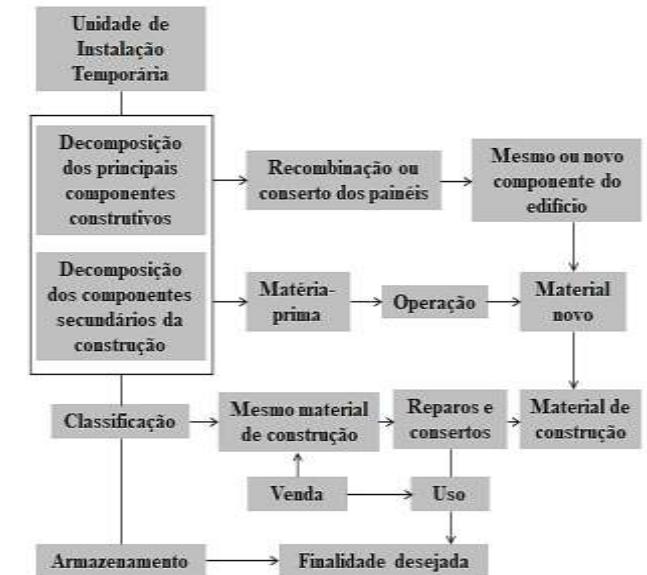 Unidade de
Instalação
Temporária
Decomposição
dos principais
componentes
construtivos
Recombinação ou
conserto dos painéis
Mesmo ou novo
componente do
edificio
Decomposição
dos componentes
secundários da
construção
Matéria-
prima
Operação
Material
novo
Classificação
Mesmo material
de construção
Reparos e
consertos
Material de
construção
Venda
Uso
Armazenamento
Finalidade desejada